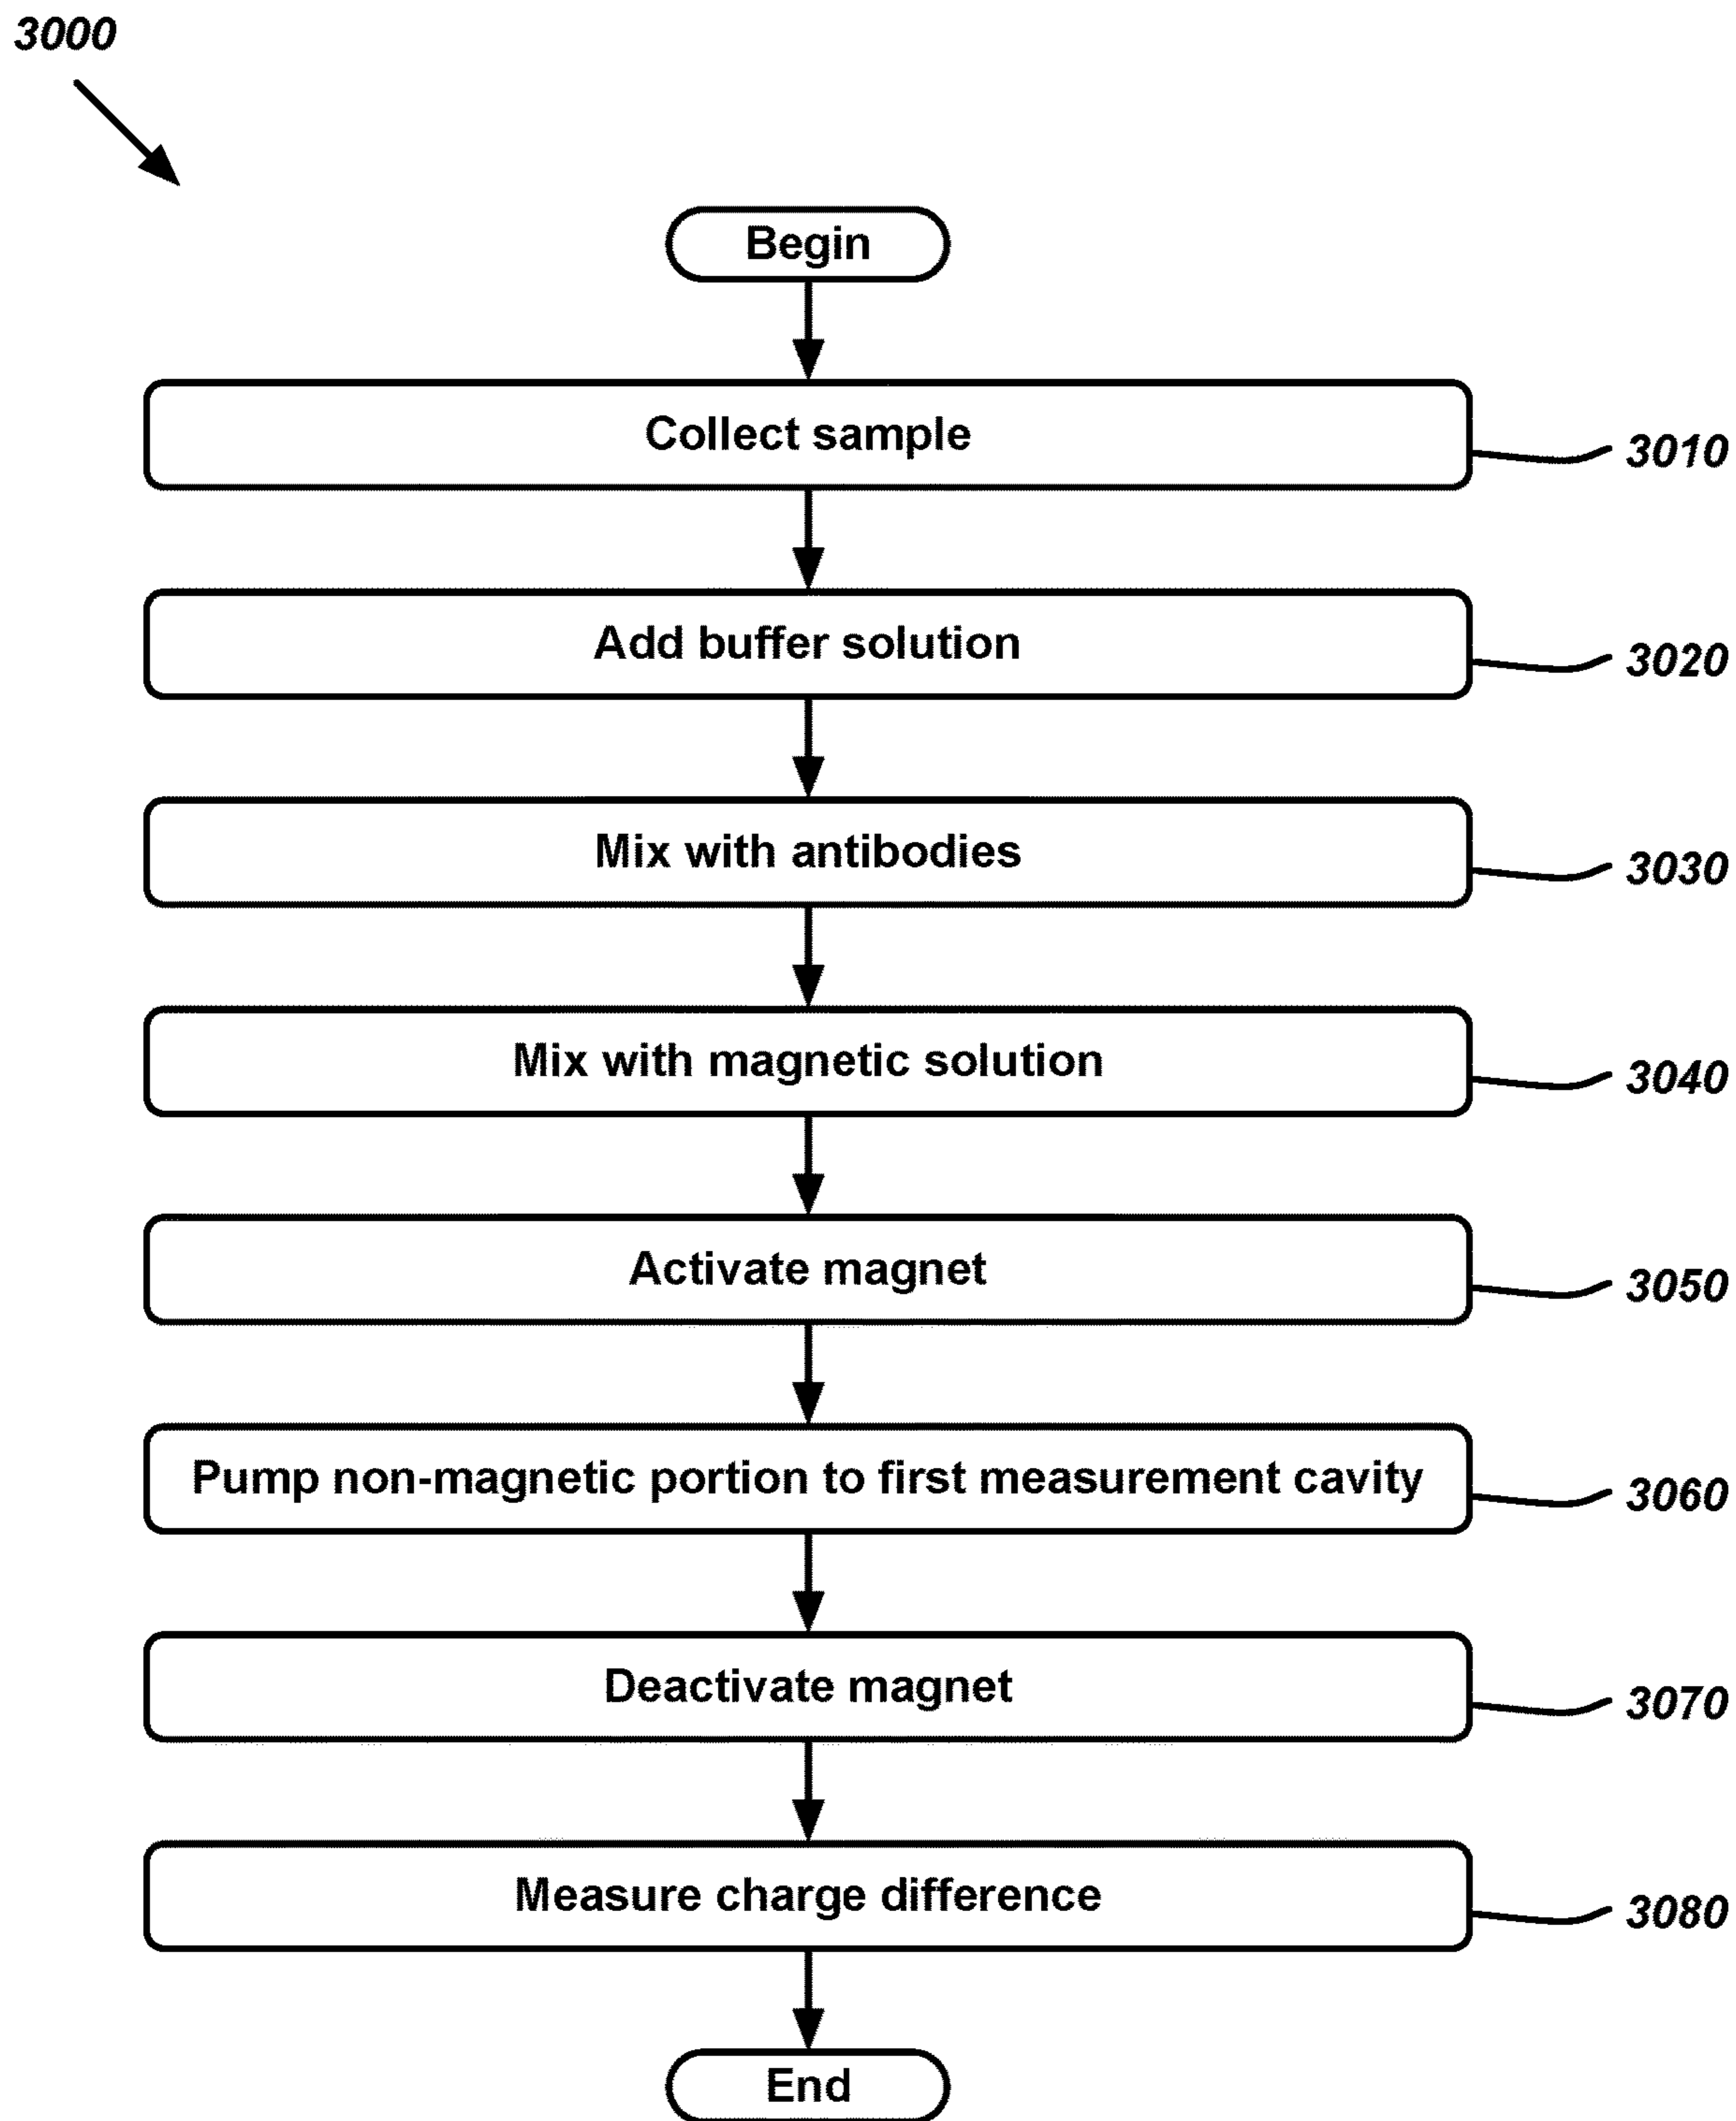 3000
Begin
Collect sample
3010
Add buffer solution
3020
Mix with antibodies
3030
Mix with magnetic solution
3040
Activate magnet
3050
Pump non-magnetic portion to first measurement cavity
3060
Deactivate magnet
3070
Measure charge difference
3080
End